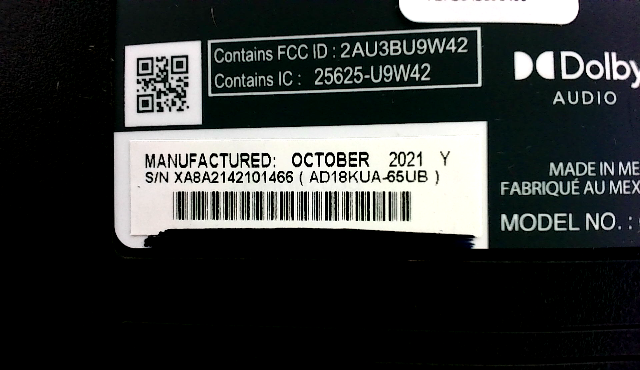 Contains FCC ID : 2AU3BU9W42
Contains IC : 25625-U9W42
Dolby
AUDIO
MANUFACTURED: OCTOBER 2021 Y
S/N XA8A2142101466 ( AD18KUA-65UB )
MADE IN ME
FABRIQUÉ AU MEX
MODEL NO. :